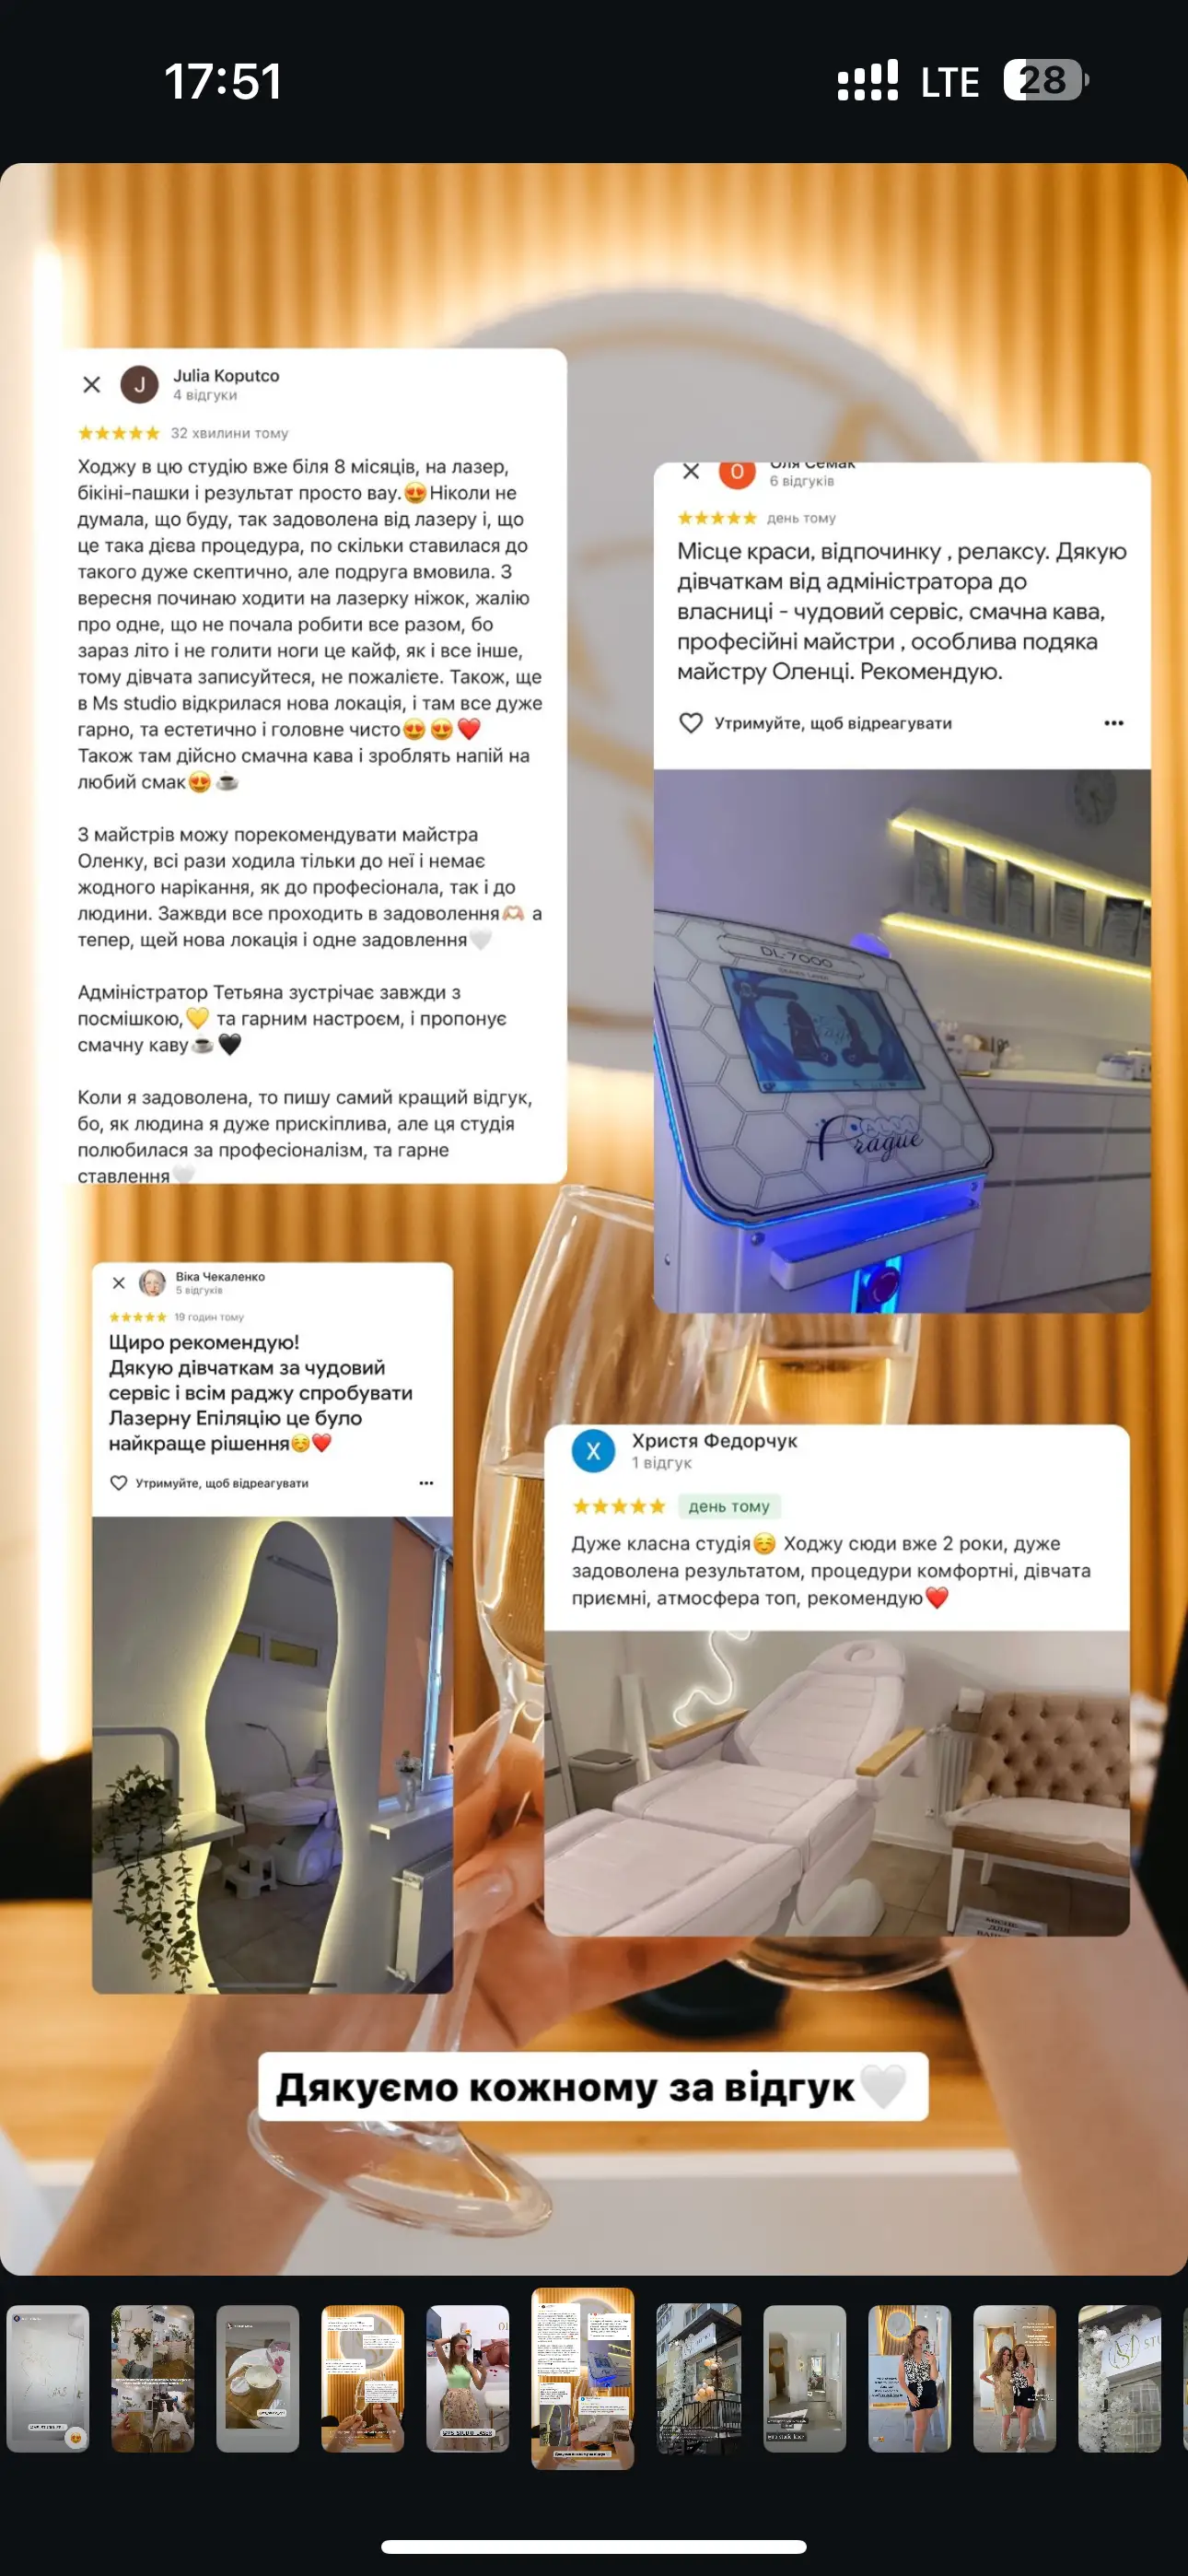 17:51
LTE
28
J
Julia Koputco
4 відгуки
32 хвилини тому
Ходжу в цю студію вже біля 8 місяців, на лазер,
бікіні-пашки і результат просто вау.😍Ніколи не
думала, що буду, так задоволена від лазеру і, що
це така дієва процедура, по скільки ставилася до
такого дуже скептично, але подруга вмовила. З
вересня починаю ходити на лазерку ніжок, жалію
про одне, що не почала робити все разом, бо
зараз літо і не голити ноги це кайф, як і все інше,
тому дівчата записуйтеся, не пожалієте. Також, ще
в Ms studio відкрилася нова локація, і там все дуже
гарно, та естетично і головне чисто😍😍❤️
Також там дійсно смачна кава і зроблять напій на
любий смак😍☕
З майстрів можу порекомендувати майстра
Оленку, всі рази ходила тільки до неї і немає
жодного нарікання, як до професіонала, так і до
людини. Зажвди все проходить в задоволення🫶🏼 а
тепер, щей нова локація і одне задовлення🤍
Адміністратор Тетьяна зустрічає завжди з
посмішкою,💛 та гарним настроєм, і пропонує
смачну каву☕🖤
Коли я задоволена, то пишу самий кращий відгук,
бо, як людина я дуже прискіплива, але ця студія
полюбилася за професіоналізм, та гарне
ставлення🤍
О
Оля Семак
6 відгуків
день тому
Місце краси, відпочинку , релаксу. Дякую
дівчаткам від адміністратора до
власниці - чудовий сервіс, смачна кава,
професійні майстри , особлива подяка
майстру Оленці. Рекомендую.
Утримуйте, щоб відреагувати
DL-7000
Prague
Віка Чекаленко
5 відгуків
19 годин тому
Щиро рекомендую!
Дякую дівчаткам за чудовий
сервіс і всім раджу спробувати
Лазерну Епіляцію це було
найкраще рішення☺️❤️
Утримуйте, щоб відреагувати
Х
Христя Федорчук
1 відгук
день тому
Дуже класна студія☺️ Ходжу сюди вже 2 роки, дуже
задоволена результатом, процедури комфортні, дівчата
приємні, атмосфера топ, рекомендую❤️
МІСЦЕ
ДЛЯ
Дякуємо кожному за відгук🤍